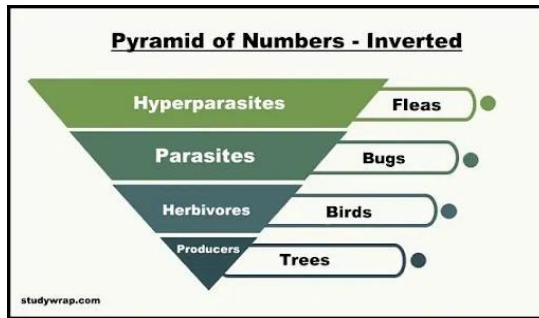 Pyramid of Numbers - Inverted
Hyperparasites
Fleas
Parasites
Bugs
Herbivores
Birds
Producers
Trees
studywrap.com